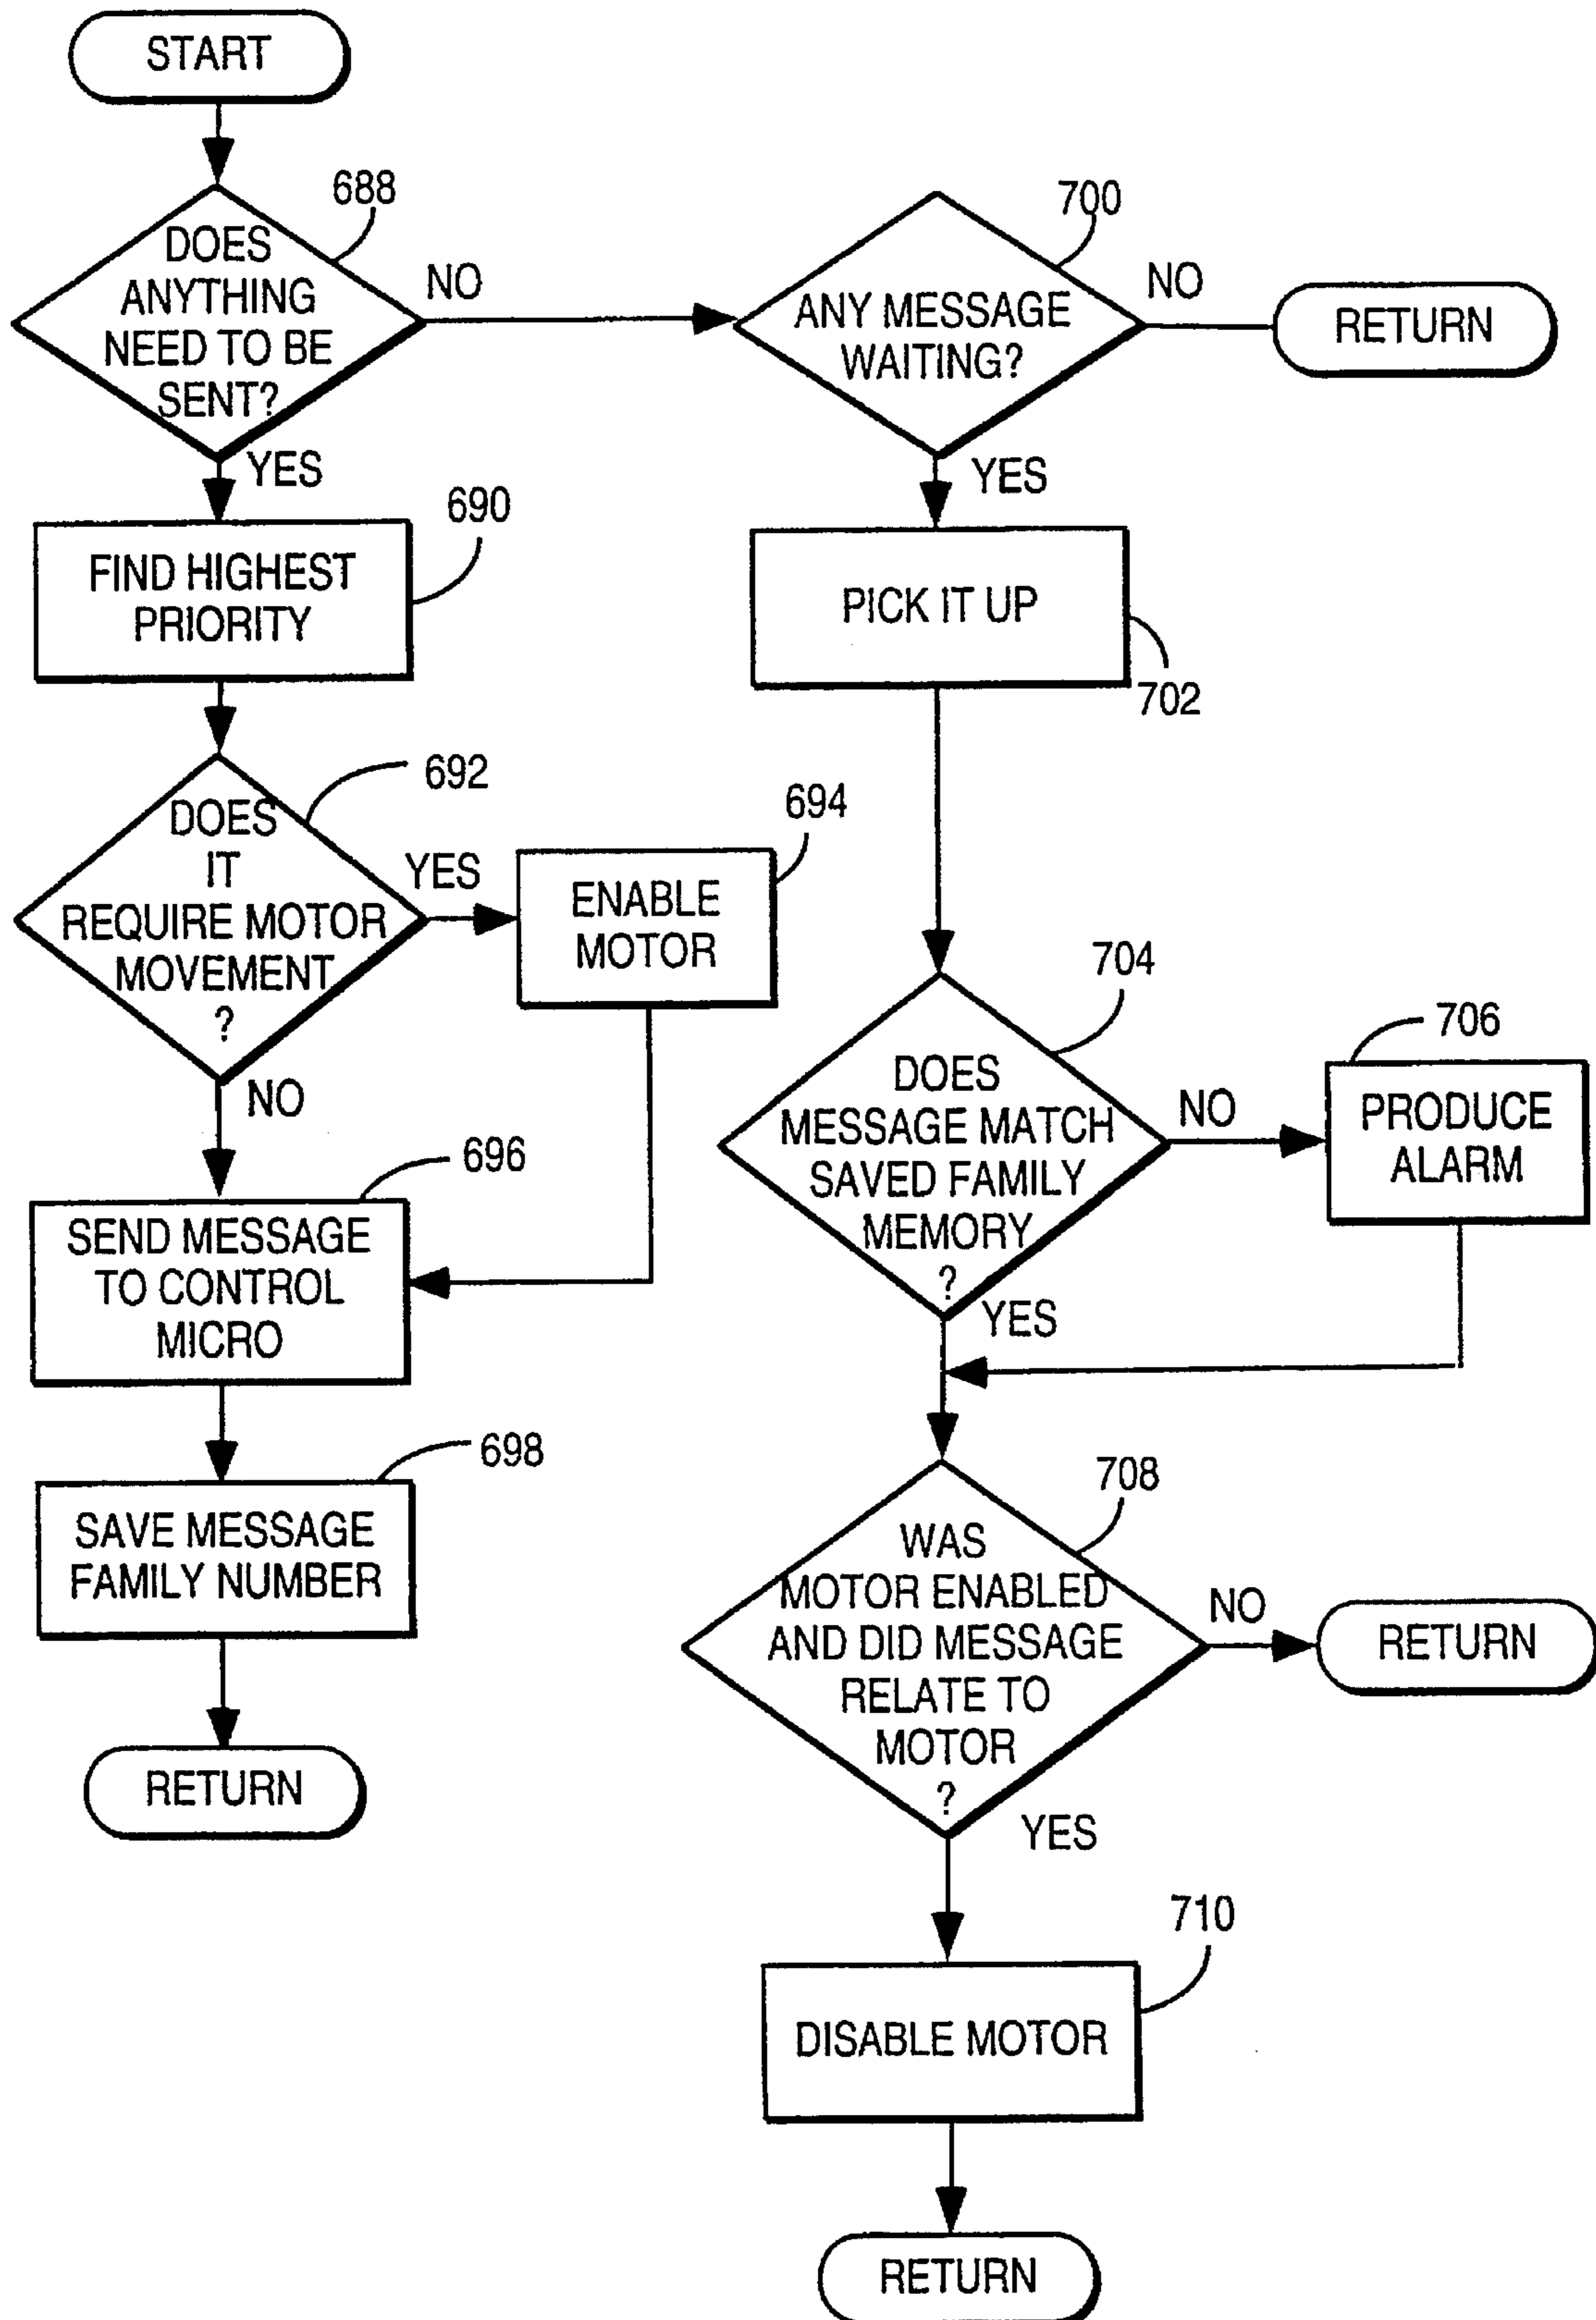 START
688
DOES
ANYTHING
NEED TO BE
SENT?
NO
YES
690
FIND HIGHEST
PRIORITY
692
DOES
IT
REQUIRE MOTOR
MOVEMENT
?
YES
694
ENABLE
MOTOR
NO
696
SEND MESSAGE
TO CONTROL
MICRO
698
SAVE MESSAGE
FAMILY NUMBER
RETURN
700
ANY MESSAGE
WAITING?
NO
RETURN
YES
PICK IT UP
702
704
DOES
MESSAGE MATCH
SAVED FAMILY
MEMORY
?
NO
706
PRODUCE
ALARM
YES
708
WAS
MOTOR ENABLED
AND DID MESSAGE
RELATE TO
MOTOR
?
NO
RETURN
YES
710
DISABLE MOTOR
RETURN